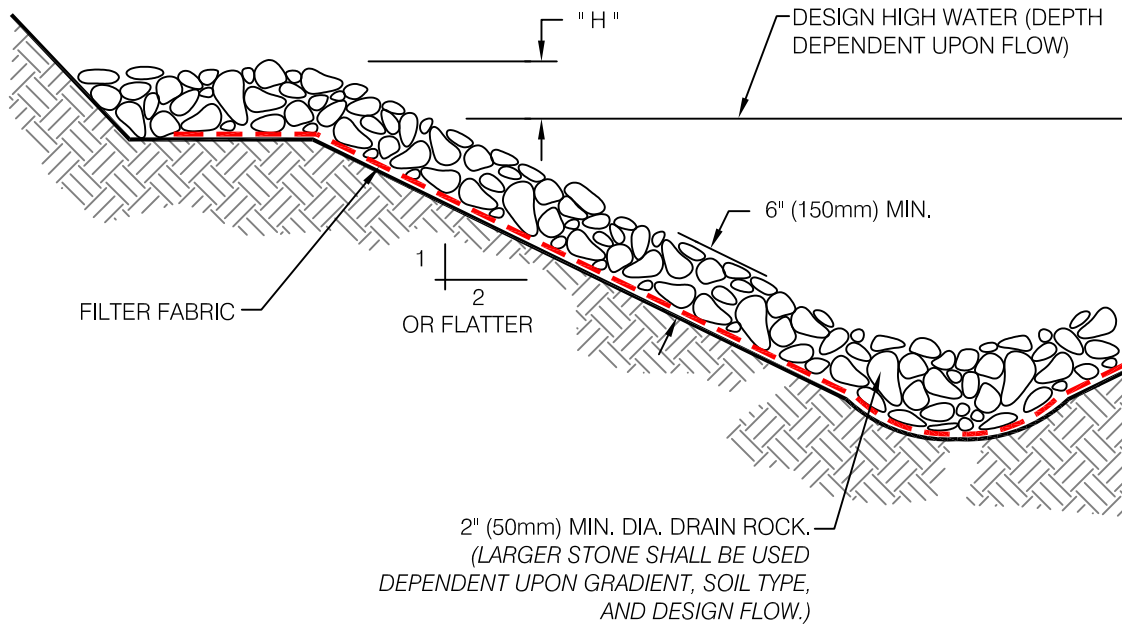 " H "
DESIGN HIGH WATER (DEPTH
DEPENDENT UPON FLOW)
6" (150mm) MIN.
1
2
OR FLATTER
FILTER FABRIC
2" (50mm) MIN. DIA. DRAIN ROCK.
(LARGER STONE SHALL BE USED
DEPENDENT UPON GRADIENT, SOIL TYPE,
AND DESIGN FLOW.)